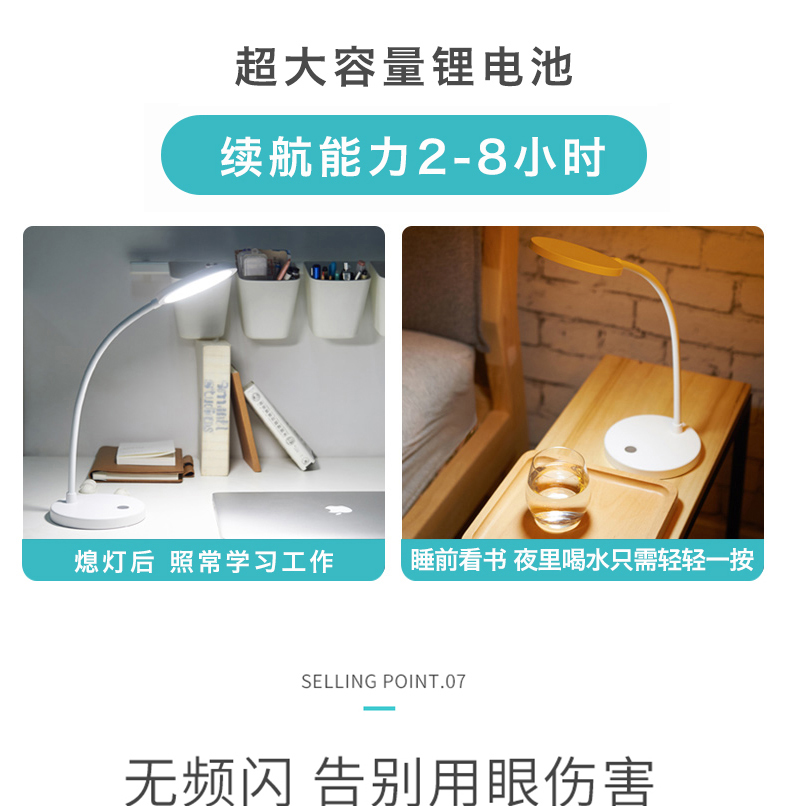 超大容量锂电池
续航能力2-8小时
熄灯后 照常学习工作
睡前看书 夜里喝水只需轻轻一按
SELLING POINT.07
无频闪 告别用眼伤害